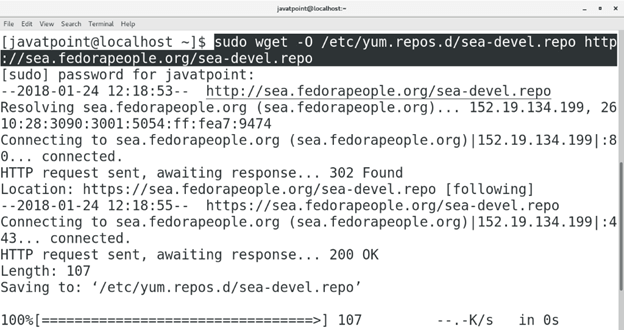 javatpoint@localhost:~
File Edit View Search Terminal Help
[javatpoint@localhost ~]$ sudo wget -O /etc/yum.repos.d/sea-devel.repo http
://sea.fedorapeople.org/sea-devel.repo
[sudo] password for javatpoint:
--2018-01-24 12:18:53--  http://sea.fedorapeople.org/sea-devel.repo
Resolving sea.fedorapeople.org (sea.fedorapeople.org)... 152.19.134.199, 26
10:28:3090:3001:5054:ff:fea7:9474
Connecting to sea.fedorapeople.org (sea.fedorapeople.org)|152.19.134.199|:8
0... connected.
HTTP request sent, awaiting response... 302 Found
Location: https://sea.fedorapeople.org/sea-devel.repo [following]
--2018-01-24 12:18:55--  https://sea.fedorapeople.org/sea-devel.repo
Connecting to sea.fedorapeople.org (sea.fedorapeople.org)|152.19.134.199|:4
43... connected.
HTTP request sent, awaiting response... 200 OK
Length: 107
Saving to: ‘/etc/yum.repos.d/sea-devel.repo’
100%[=================================>] 107         --.-K/s   in 0s